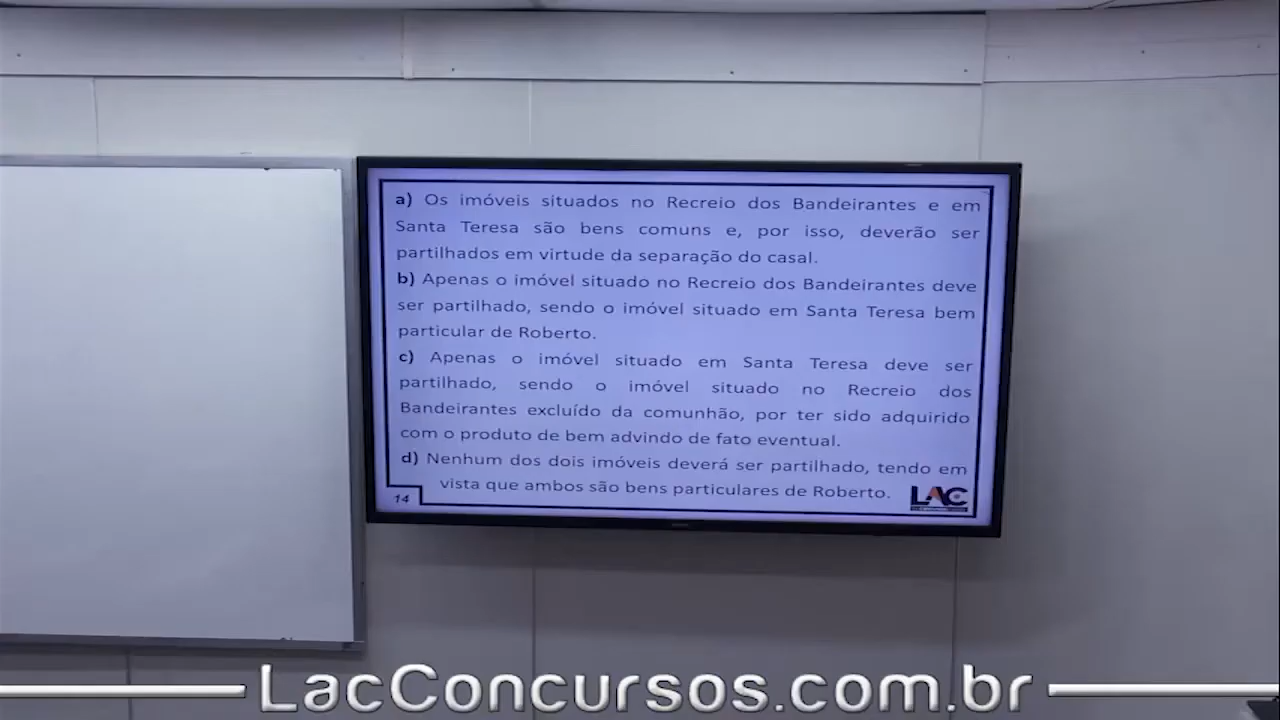 a) Os imóveis situados no Recreio dos Bandeirantes e em
Santa Teresa são bens comuns e, por isso, deverão ser
partilhados em virtude da separação do casal.
b) Apenas o imóvel situado no Recreio dos Bandeirantes deve
ser partilhado, sendo o imóvel situado em Santa Teresa bem
particular de Roberto.
c) Apenas o imóvel situado em Santa Teresa deve ser
partilhado, sendo o imóvel situado no Recreio dos
Bandeirantes excluído da comunhão, por ter sido adquirido
com o produto de bem advindo de fato eventual.
d) Nenhum dos dois imóveis deverá ser partilhado, tendo em
vista que ambos são bens particulares de Roberto.
14
LAC
LacConcursos.com.br